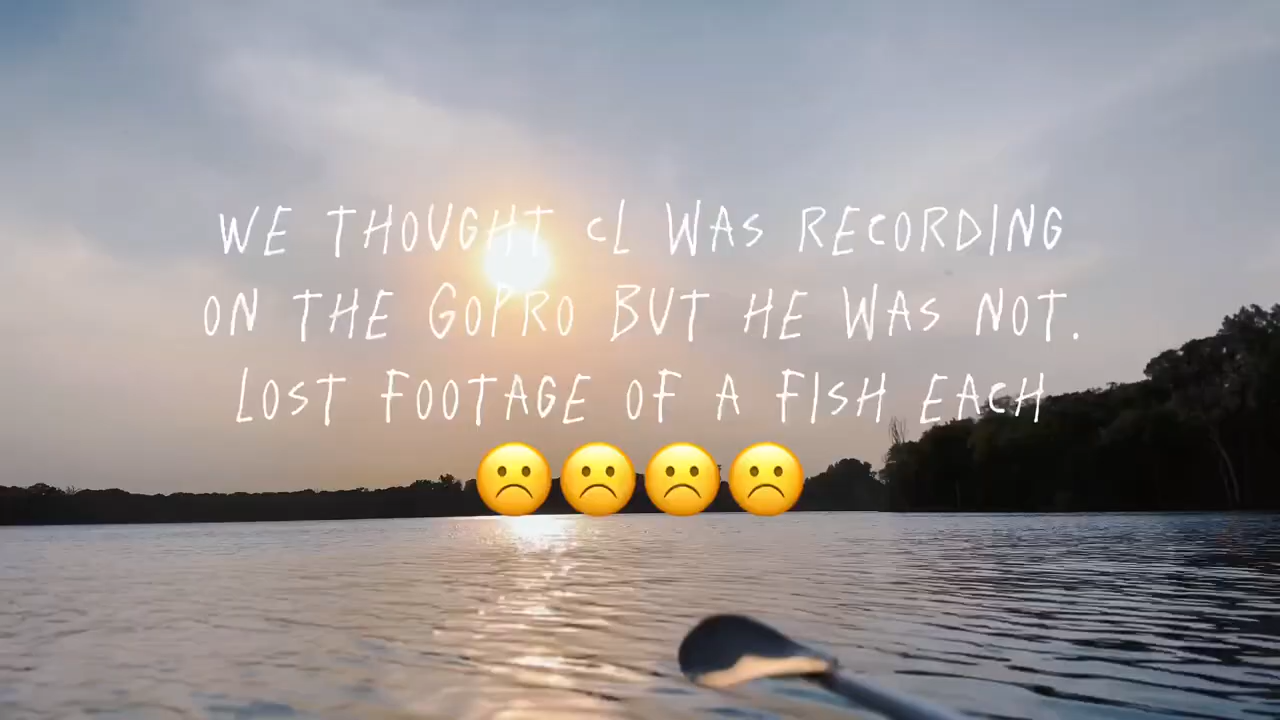 WE THOUGHT CL WAS RECORDING
ON THE GOPRO BUT HE WAS NOT.
LOST FOOTAGE OF A FISH EACH
☹️☹️☹️☹️